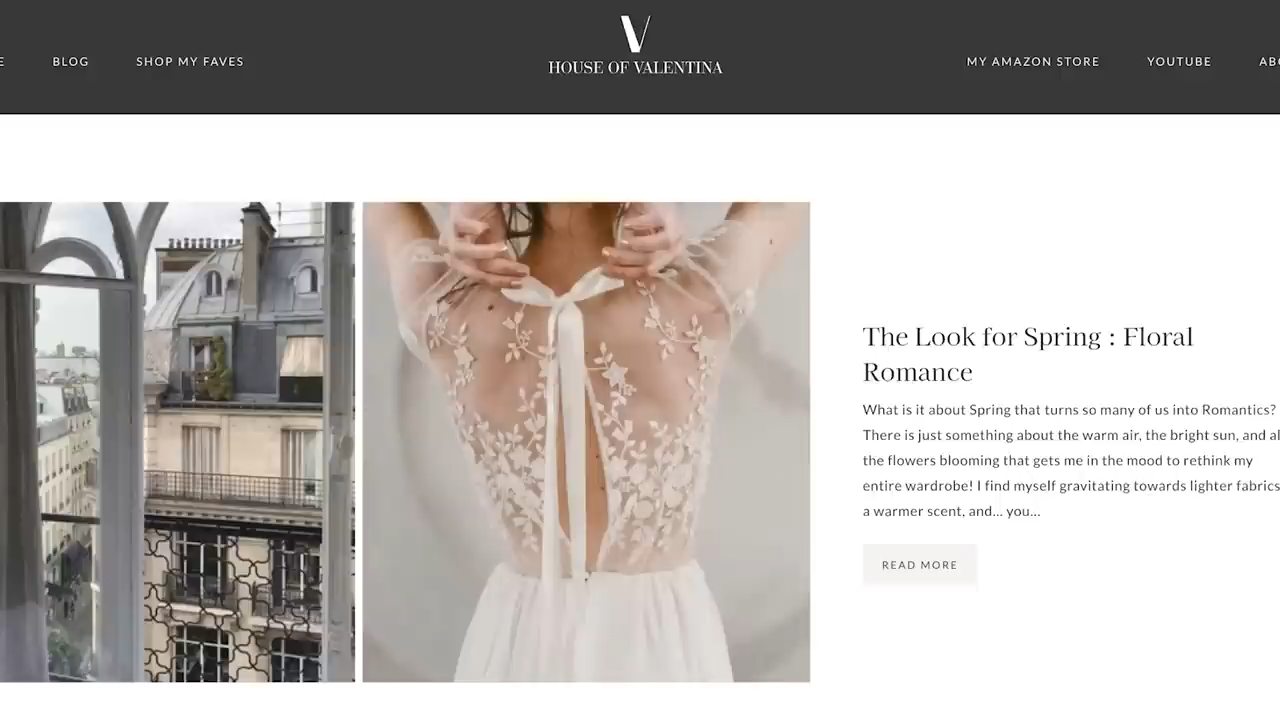 E
BLOG
SHOP MY FAVES
V
HOUSE OF VALENTINA
MY AMAZON STORE
YOUTUBE
ABO
The Look for Spring : Floral
Romance
What is it about Spring that turns so many of us into Romantics?
There is just something about the warm air, the bright sun, and al
the flowers blooming that gets me in the mood to rethink my
entire wardrobe! I find myself gravitating towards lighter fabrics
a warmer scent, and... you...
READ MORE